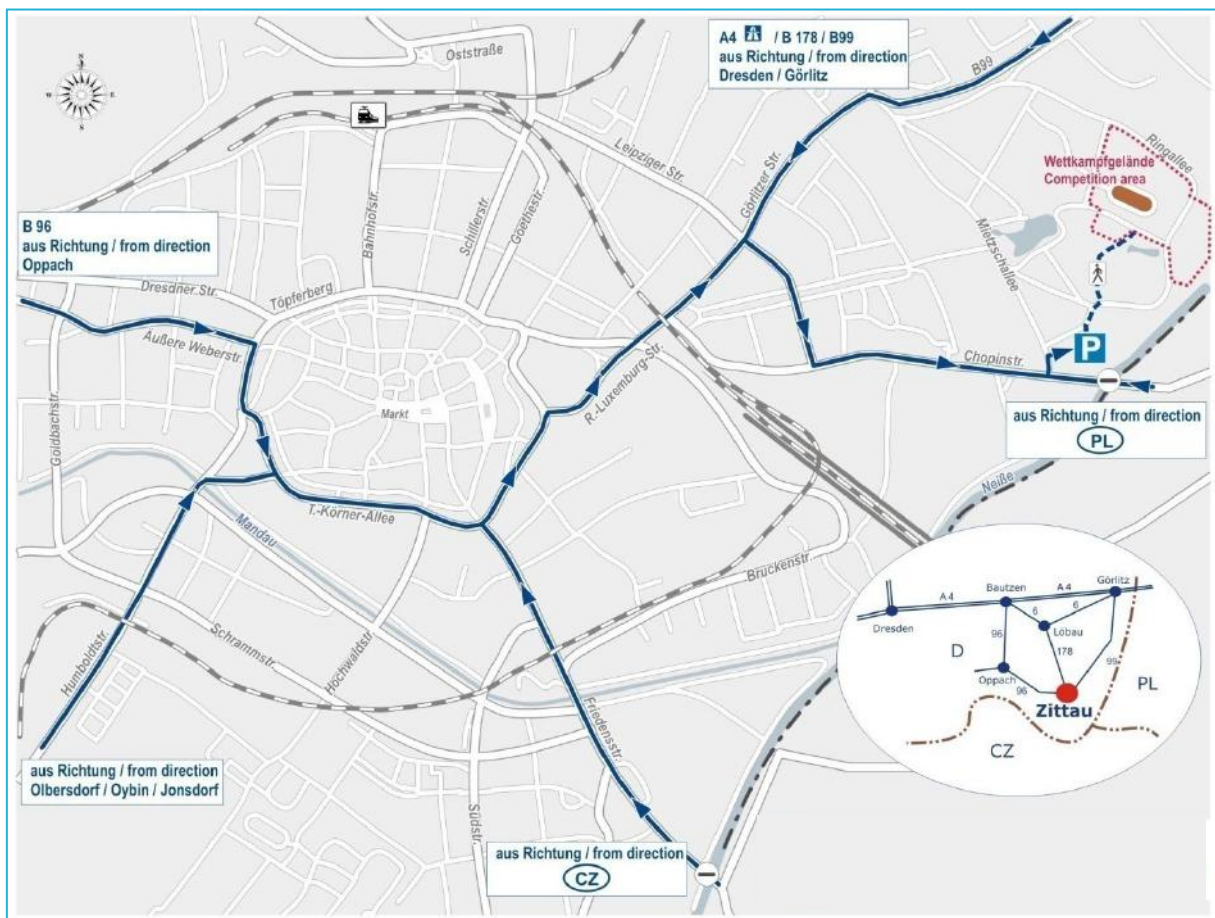 N
W
E
S
Oststraße
A4 / B 178 / B99
aus Richtung / from direction
Dresden / Görlitz
B99
Ringallee
Wettkampfgelände
Competition area
Leipziger Str.
Görlitzer Str.
Mietzschallee
Bahnhofstr.
Schillerstr.
Goethestr.
B 96
aus Richtung / from direction
Oppach
Dresdner Str.
Töpferberg
Äußere Weberstr.
R.-Luxemburg-Str.
Chopinstr.
P
Markt
Goldbachstr.
aus Richtung / from direction
PL
Neiße
T.-Körner-Allee
Mandau
Brückenstr.
Humboldtstr.
Schrammstr.
Hochwaldstr.
Friedensstr.
Südstr.
aus Richtung / from direction
Olbersdorf / Oybin / Jonsdorf
aus Richtung / from direction
CZ
A 4
Bautzen
A 4
Görlitz
Dresden
6
6
96
Löbau
D
178
99
Oppach
96
PL
Zittau
CZ